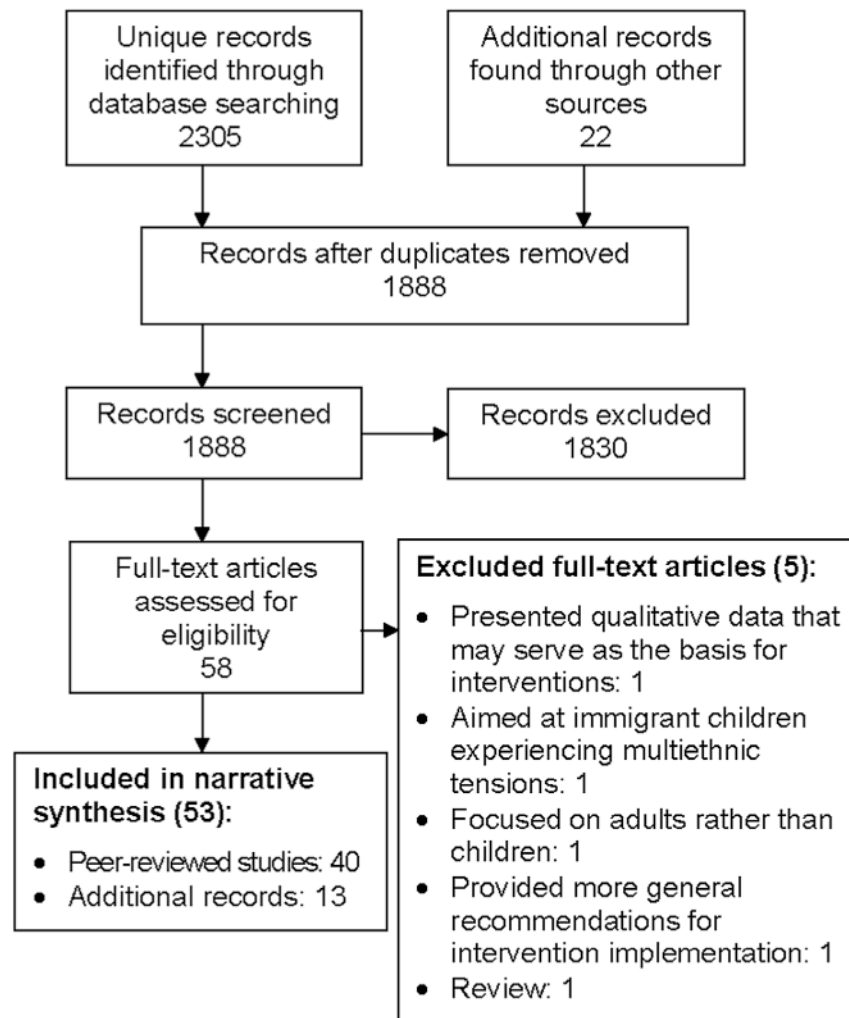 Unique records
identified through
database searching
2305
Additional records
found through other
sources
22
Records after duplicates removed
1888
Records screened
1888
Records excluded
1830
Full-text articles
assessed for
eligibility
58
Excluded full-text articles (5):
• Presented qualitative data that
may serve as the basis for
interventions: 1
• Aimed at immigrant children
experiencing multiethnic
tensions: 1
• Focused on adults rather than
children: 1
• Provided more general
recommendations for
intervention implementation: 1
• Review: 1
Included in narrative
synthesis (53):
• Peer-reviewed studies: 40
• Additional records: 13